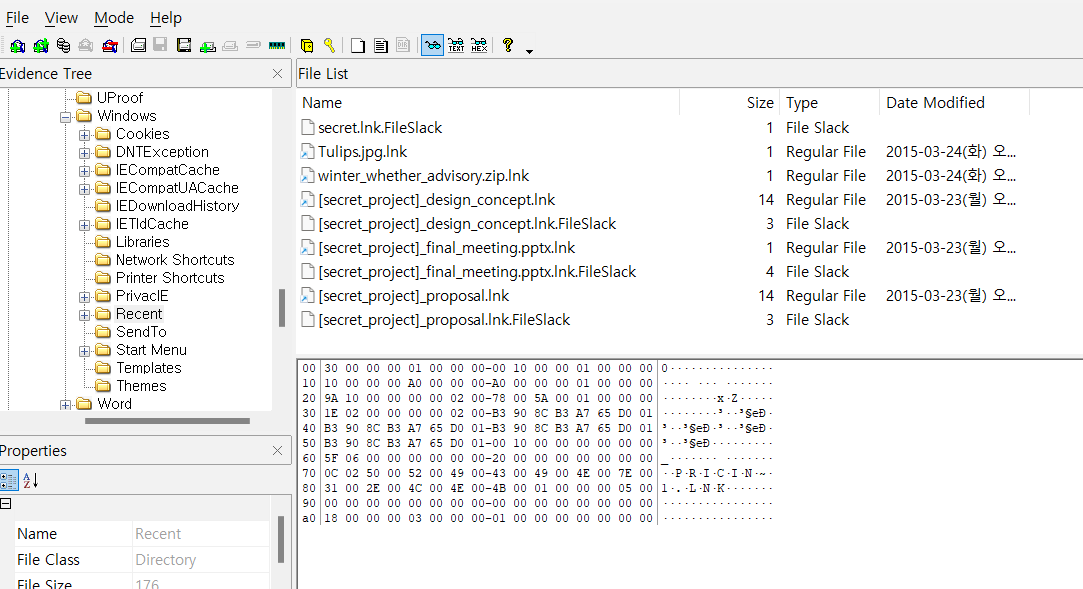 File View Mode Help
Evidence Tree
UProof
Windows
Cookies
DNTException
IECompatCache
IECompatUACache
IEDownloadHistory
IETldCache
Libraries
Network Shortcuts
Printer Shortcuts
PrivacIE
Recent
SendTo
Start Menu
Templates
Themes
Word
Properties
Name Recent
File Class Directory
File Size 176
File List
Name Size Type Date Modified
secret.lnk.FileSlack 1 File Slack
Tulips.jpg.lnk 1 Regular File 2015-03-24(화) 오...
winter_whether_advisory.zip.lnk 1 Regular File 2015-03-24(화) 오...
[secret_project]_design_concept.lnk 14 Regular File 2015-03-23(월) 오...
[secret_project]_design_concept.lnk.FileSlack 3 File Slack
[secret_project]_final_meeting.pptx.lnk 1 Regular File 2015-03-23(월) 오...
[secret_project]_final_meeting.pptx.lnk.FileSlack 4 File Slack
[secret_project]_proposal.lnk 14 Regular File 2015-03-23(월) 오...
[secret_project]_proposal.lnk.FileSlack 3 File Slack
00 30 00 00 00 01 00 00 00-00 10 00 00 01 00 00 00 0···············
10 10 00 00 00 A0 00 00 00-A0 00 00 00 01 00 00 00 ···· ··· ·······
20 9A 10 00 00 00 00 02 00-78 00 5A 00 01 00 00 00 ········x·Z·····
30 1E 02 00 00 00 00 02 00-B3 90 8C B3 A7 65 D0 01 ········³··³§eÐ·
40 B3 90 8C B3 A7 65 D0 01-B3 90 8C B3 A7 65 D0 01 ³··³§eÐ·³··³§eÐ·
50 B3 90 8C B3 A7 65 D0 01-00 10 00 00 00 00 00 00 ³··³§eÐ·········
60 5F 06 00 00 00 00 00 00-20 00 00 00 00 00 00 00 _······· ·······
70 0C 02 50 00 52 00 49 00-43 00 49 00 4E 00 7E 00 ··P·R·I·C·I·N·~·
80 31 00 2E 00 4C 00 4E 00-4B 00 01 00 00 00 05 00 1·.·L·N·K·······
90 00 00 00 00 00 00 00 00-00 00 00 00 00 00 00 00 ················
a0 18 00 00 00 03 00 00 00-01 00 00 00 00 00 00 00 ················